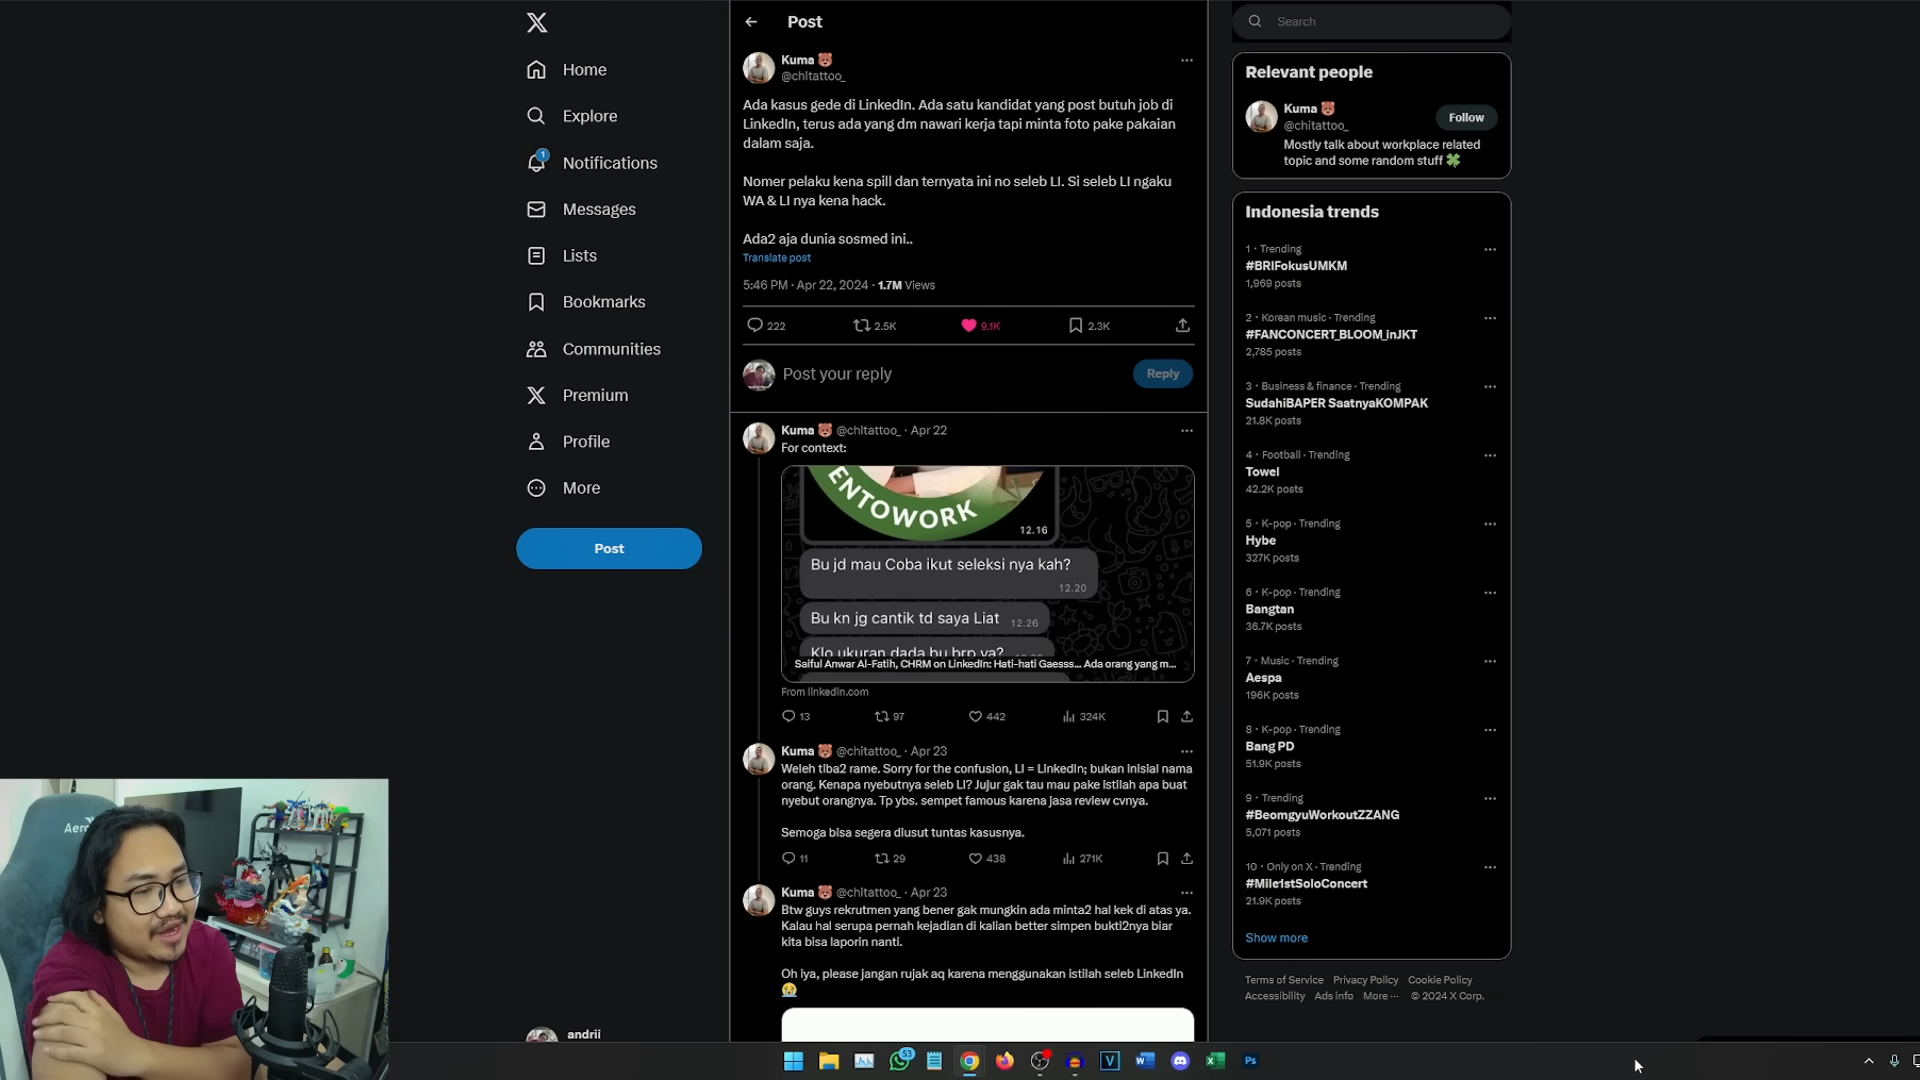 Home
Explore
1
Notifications
Messages
Lists
Bookmarks
Communities
Premium
Profile
More
Post
andrii
Post
Kuma
@chitattoo_
Ada kasus gede di LinkedIn. Ada satu kandidat yang post butuh job di
LinkedIn, terus ada yang dm nawari kerja tapi minta foto pake pakaian
dalam saja.
Nomer pelaku kena spill dan ternyata ini no seleb LI. Si seleb LI ngaku
WA & LI nya kena hack.
Ada2 aja dunia sosmed ini..
Translate post
5:46 PM · Apr 22, 2024 · 1.7M Views
222 2.5K 9.1K 2.3K
Post your reply
Reply
Kuma @chitattoo_ · Apr 22
For context:
ENTOWORK
12.16
Bu jd mau Coba ikut seleksi nya kah?
12.20
Bu kn jg cantik td saya Liat 12.26
Klo ukuran dada bu brp ya?
Saiful Anwar Al-Fatih, CHRM on LinkedIn: Hati-hati Gaesss... Ada orang yang m...
From linkedin.com
13 97 442 324K
Kuma @chitattoo_ · Apr 23
Weleh tiba2 rame. Sorry for the confusion, LI = LinkedIn; bukan inisial nama
orang. Kenapa nyebutnya seleb LI? Jujur gak tau mau pake istilah apa buat
nyebut orangnya. Tp ybs. sempet famous karena jasa review cvnya.
Semoga bisa segera diusut tuntas kasusnya.
11 29 438 271K
Kuma @chitattoo_ · Apr 23
Btw guys rekrutmen yang bener gak mungkin ada minta2 hal kek di atas ya.
Kalau hal serupa pernah kejadian di kalian better simpen bukti2nya biar
kita bisa laporin nanti.
Oh iya, please jangan rujak aq karena menggunakan istilah seleb LinkedIn
Search
Relevant people
Kuma
@chitattoo_
Follow
Mostly talk about workplace related
topic and some random stuff
Indonesia trends
1 · Trending
#BRIFokusUMKM
1,969 posts
2 · Korean music · Trending
#FANCONCERT_BLOOM_inJKT
2,785 posts
3 · Business & finance · Trending
SudahiBAPER SaatnyaKOMPAK
21.8K posts
4 · Football · Trending
Towel
42.2K posts
5 · K-pop · Trending
Hybe
327K posts
6 · K-pop · Trending
Bangtan
36.7K posts
7 · Music · Trending
Aespa
196K posts
8 · K-pop · Trending
Bang PD
51.9K posts
9 · Trending
#BeomgyuWorkoutZZANG
5,071 posts
10 · Only on X · Trending
#Mile1stSoloConcert
21.9K posts
Show more
Terms of Service Privacy Policy Cookie Policy
Accessibility Ads info More ··· © 2024 X Corp.
53
V
Ps